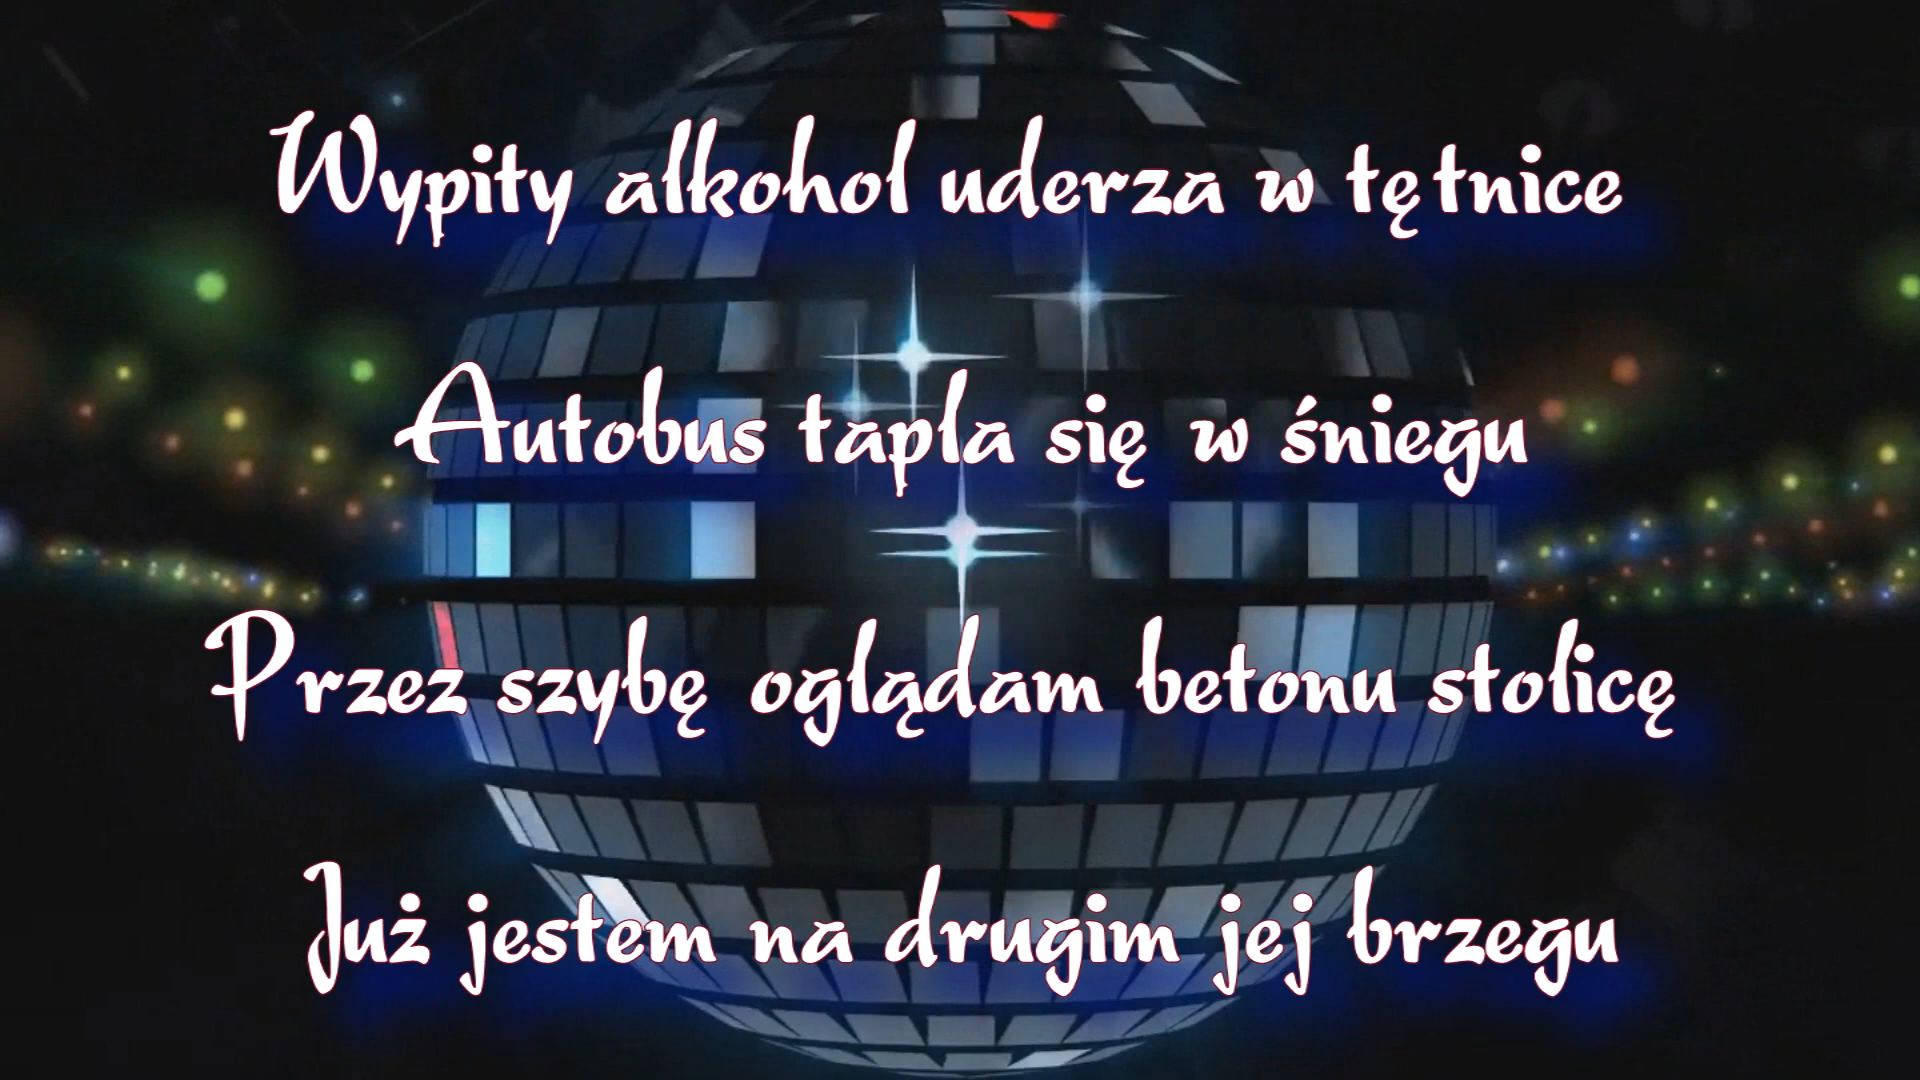 Wypity alkohol uderza w tętnice
Autobus tapla się w śniegu
Przez szybę oglądam betonu stolicę
Już jestem na drugim jej brzegu